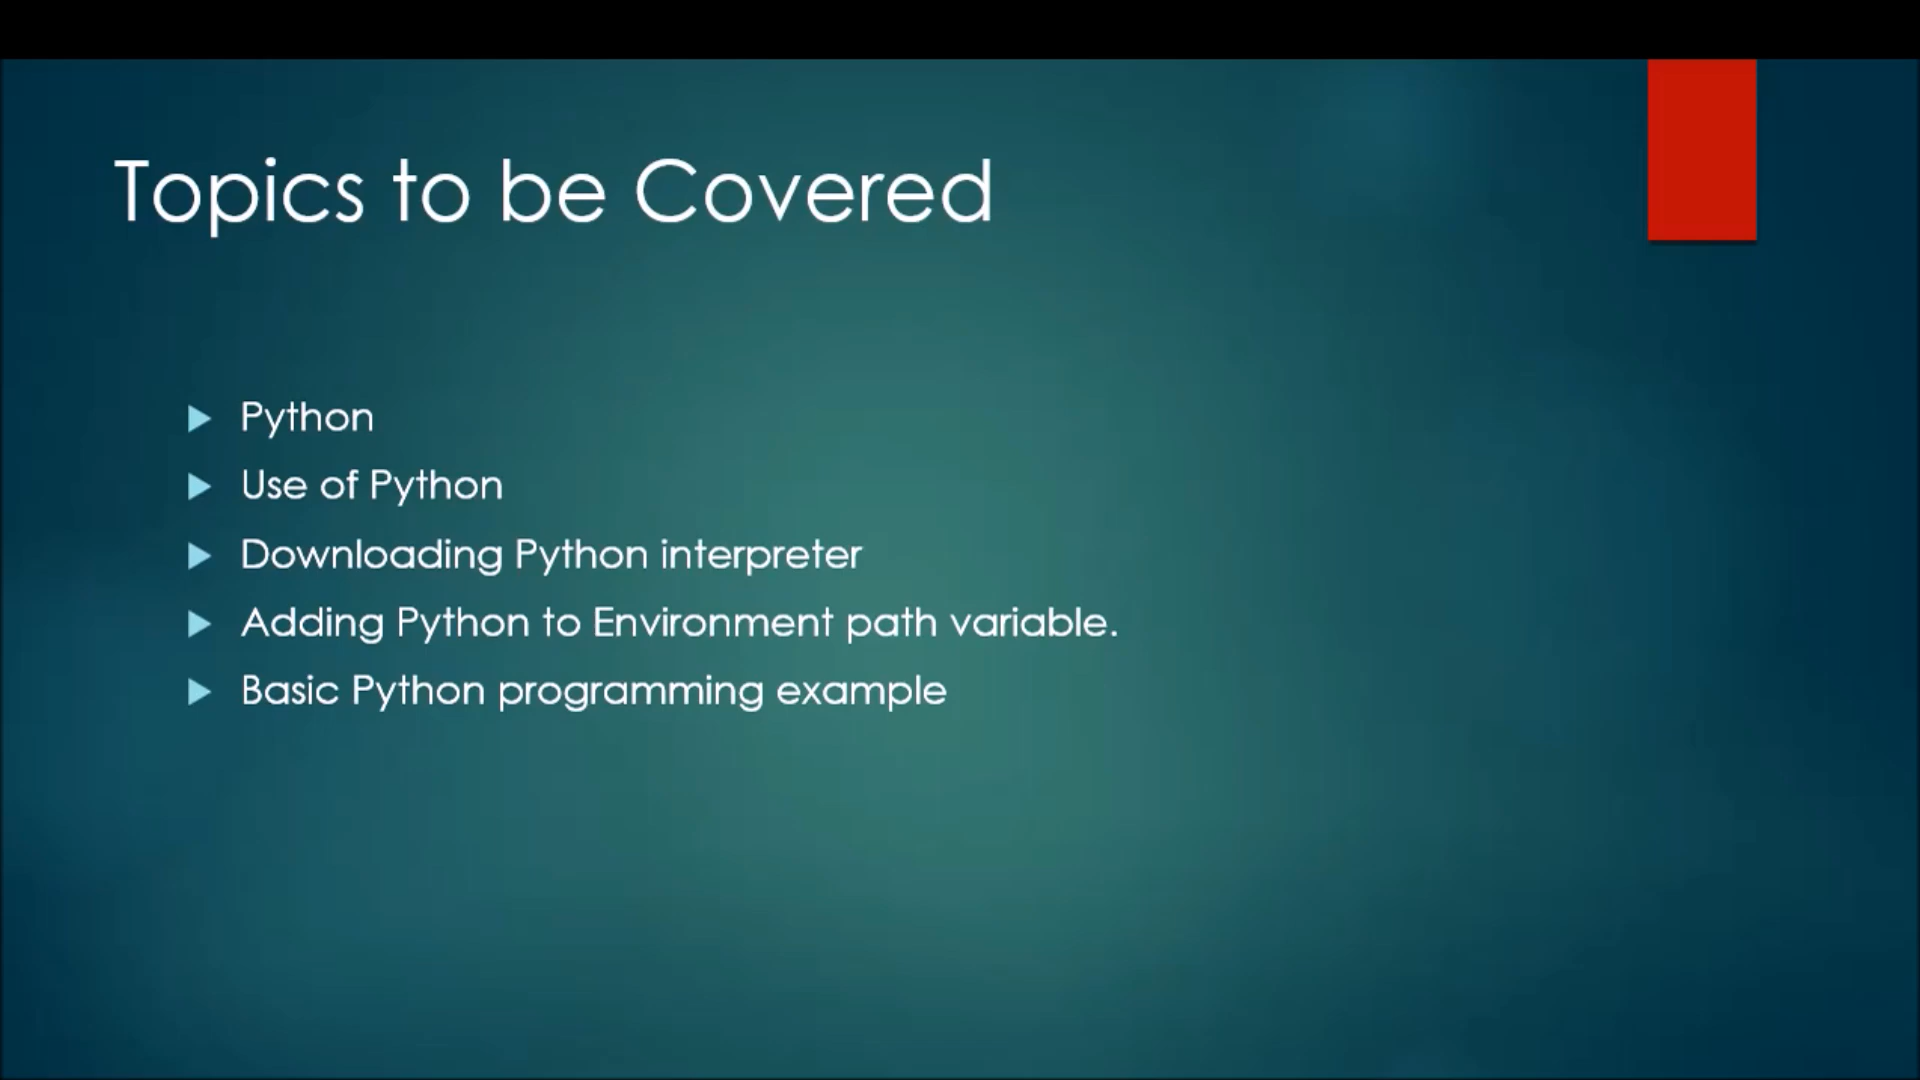 Topics to be Covered
Python
Use of Python
Downloading Python interpreter
Adding Python to Environment path variable.
Basic Python programming example